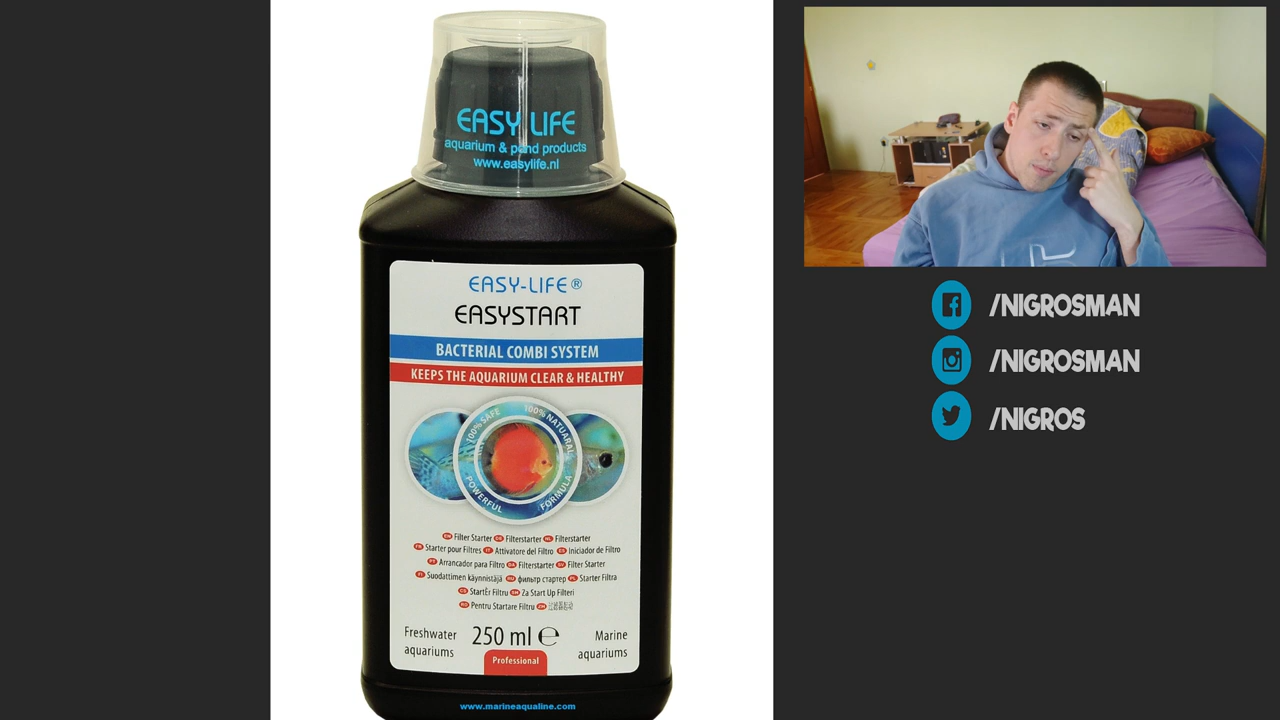 EASY LIFE
aquarium & pond products
www.easylife.nl
EASY-LIFE®
EASYSTART
BACTERIAL COMBI SYSTEM
KEEPS THE AQUARIUM CLEAR & HEALTHY
100% SAFE
100% NATUARAL
POWERFUL
FORMULA
Filter Starter Filterstarter Filterstarter
Starter pour Filtres Attivatore del Filtro Iniciador de Filtro
Arrancador para Filtro Filterstarter Filter Starter
Suodattimen käynnistäjä фильтр стартер Starter Filtra
StartĚr Filtru Za Start Up Filteri
Pentru Startare Filtru
Freshwater
aquariums
250 ml ℮
Marine
aquariums
Professional
www.marineaqualine.com
/NIGROSMAN
/NIGROSMAN
/NIGROS